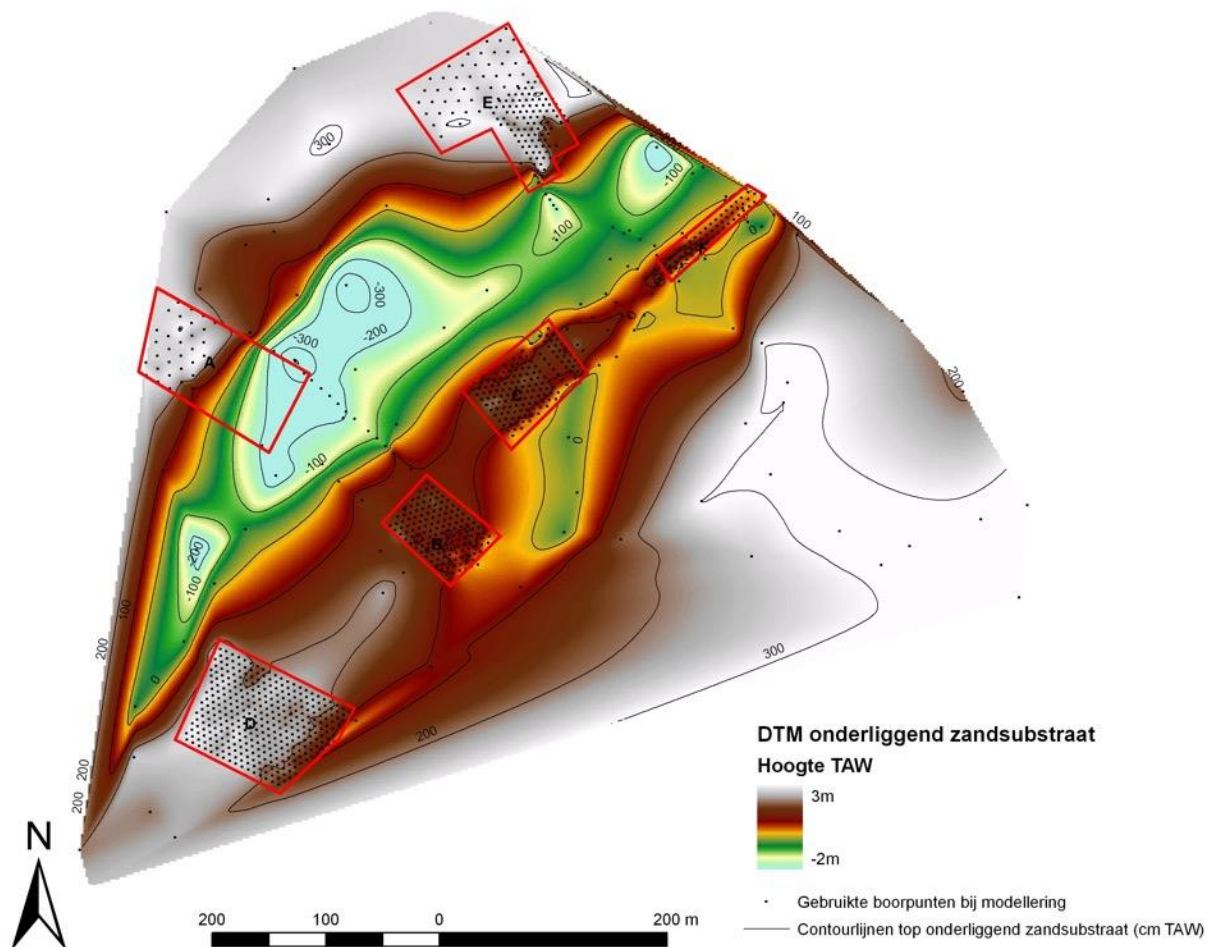 E
300
-100
F
100
0
-300
-200
-300
0
200
A
C
0
-100
B
-200
-100
100
200
0
300
D
200
200
200
DTM onderliggend zandsubstraat
Hoogte TAW
3m
-2m
N
Gebruikte boorpunten bij modellering
200 100 0 200 m
Contourlijnen top onderliggend zandsubstraat (cm TAW)
-100